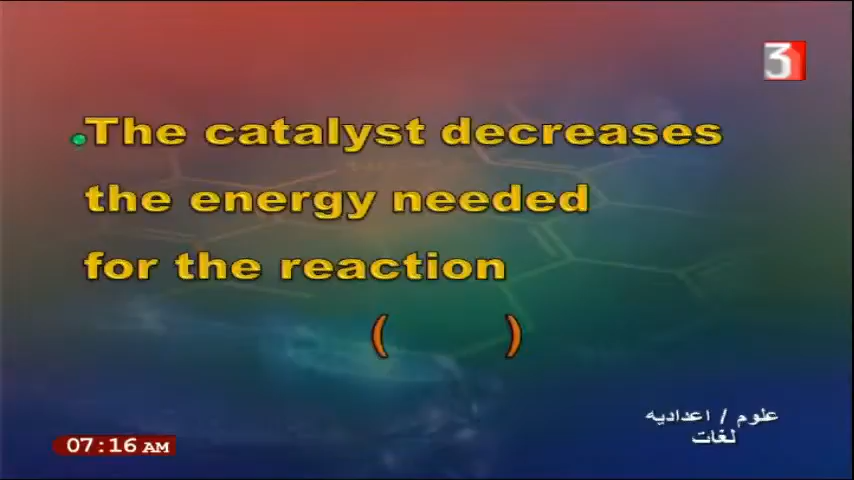 3
.The catalyst decreases
the energy needed
for the reaction
( )
علوم / اعداديه
لغات
07:16 AM